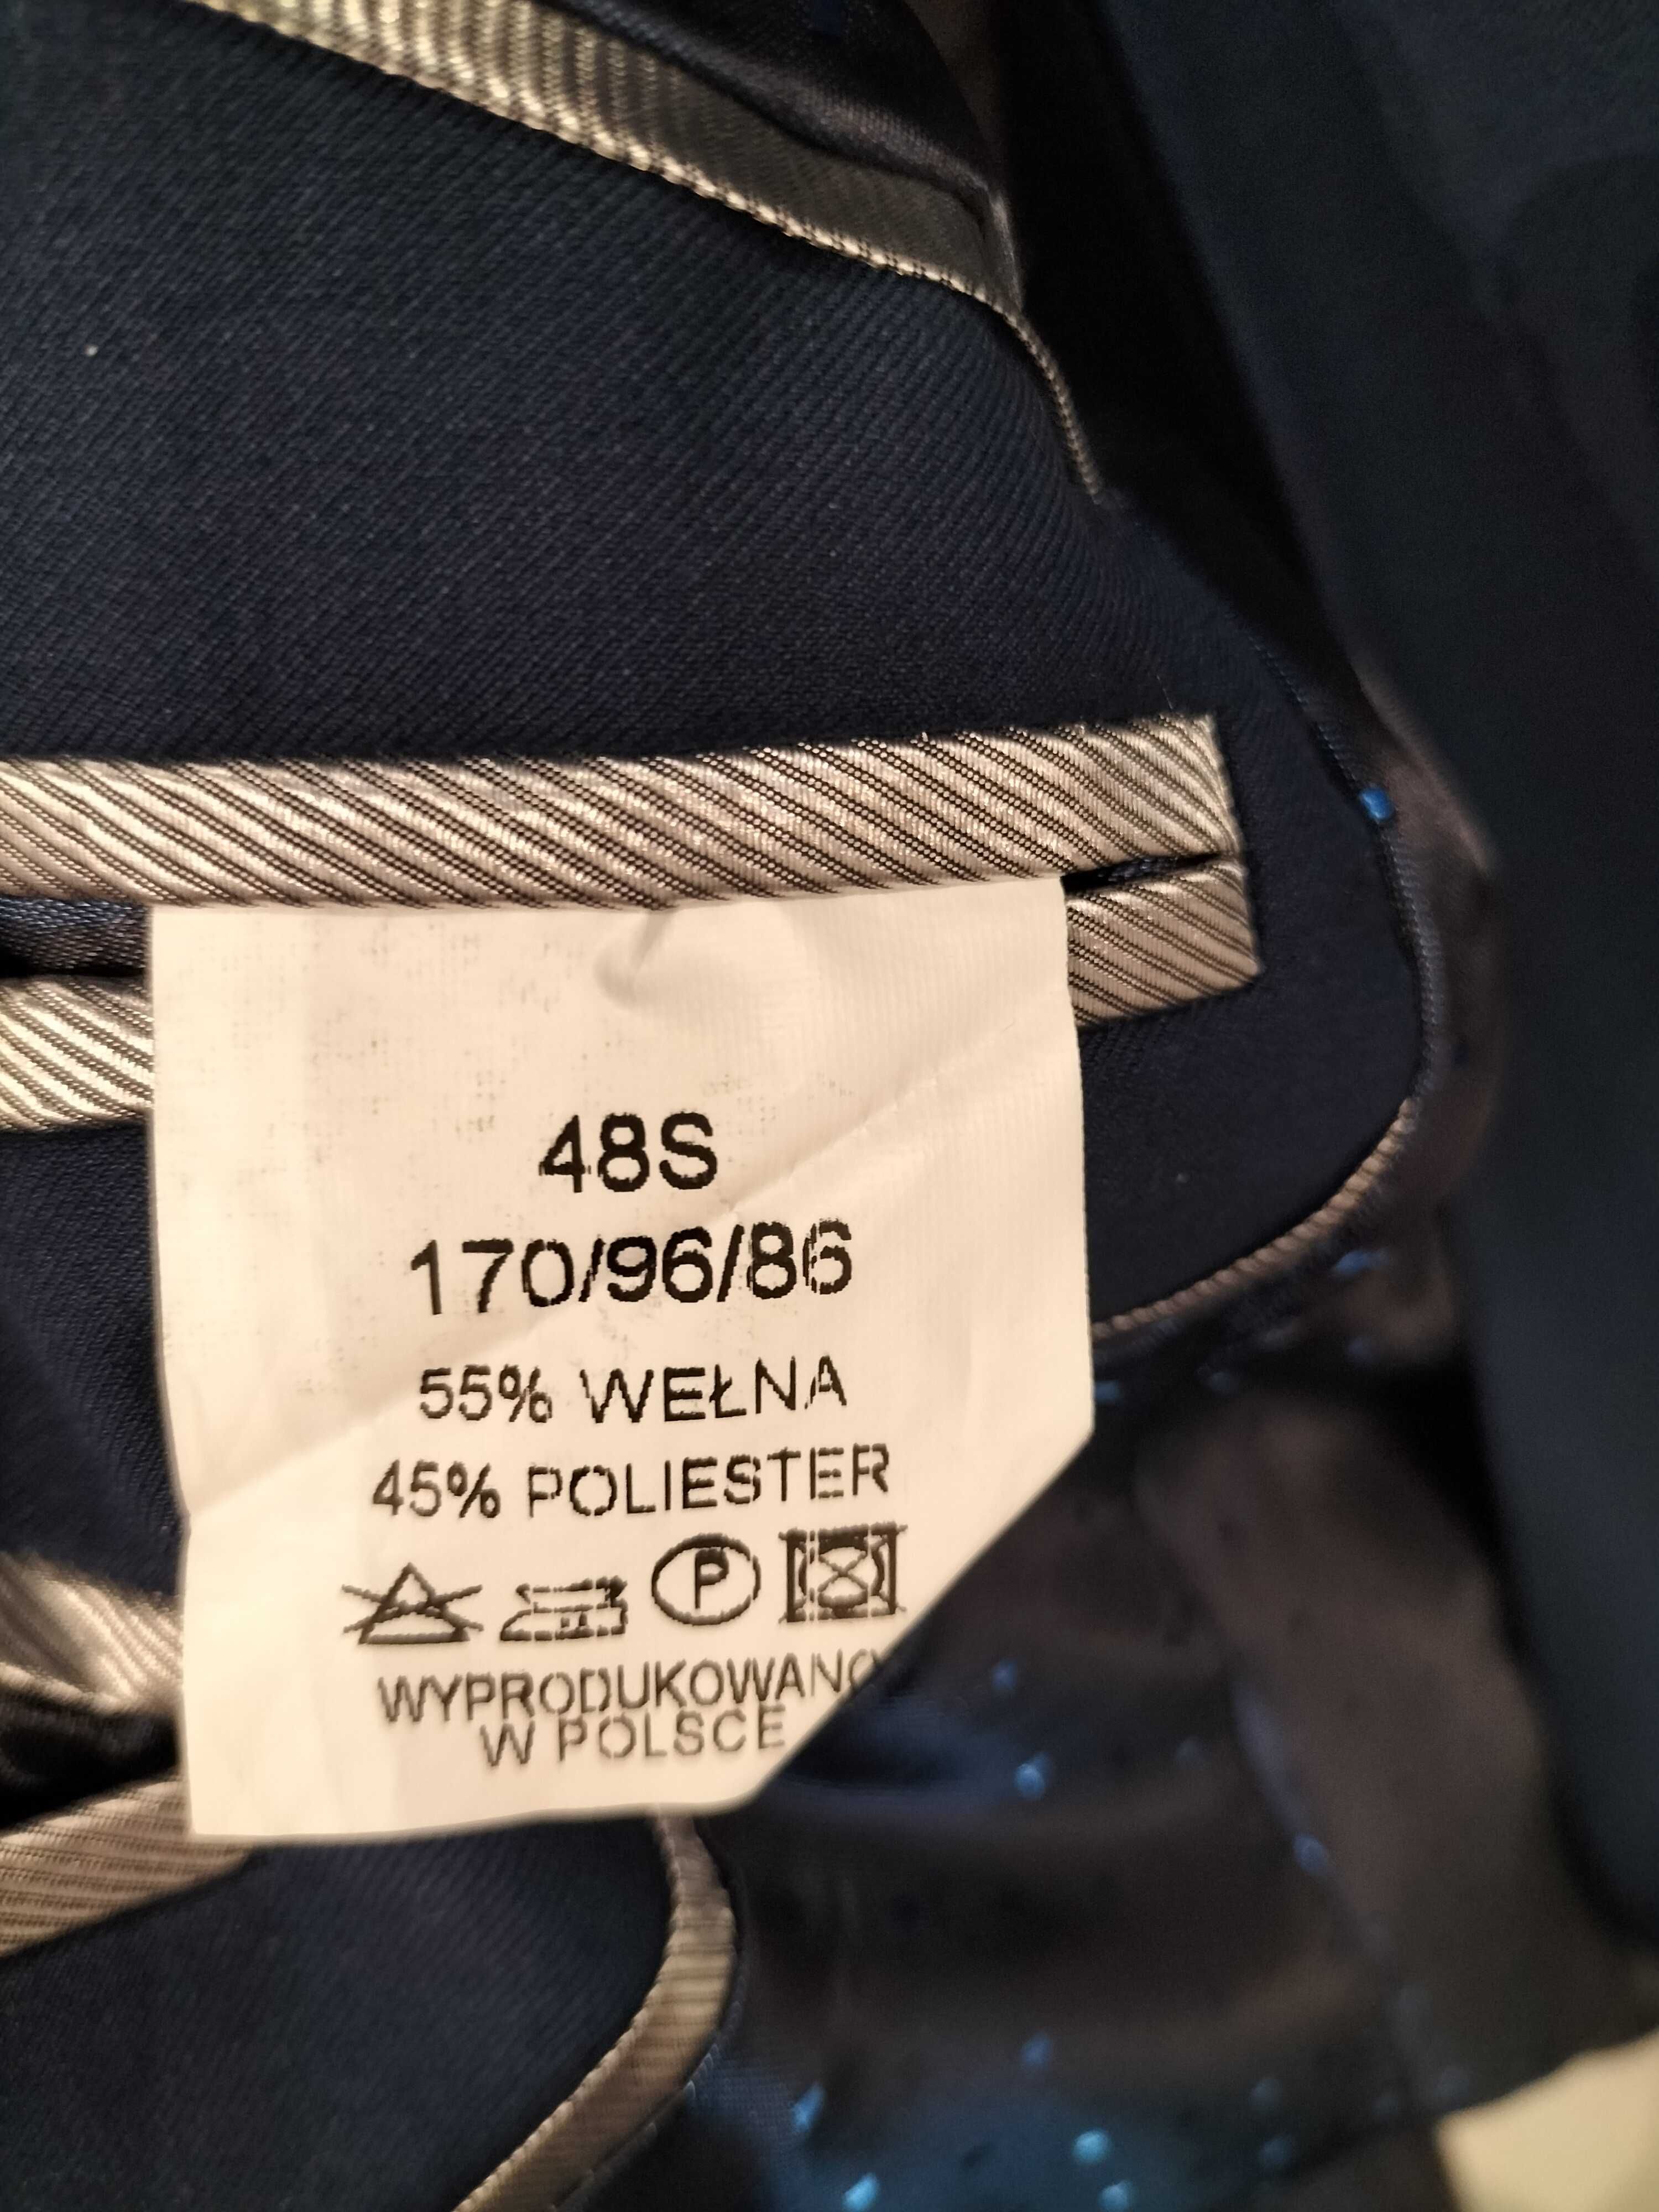 48S
170/96/86
55% WEŁNA
45% POLIESTER
P
WYPRODUKOWANO
W POLSCE